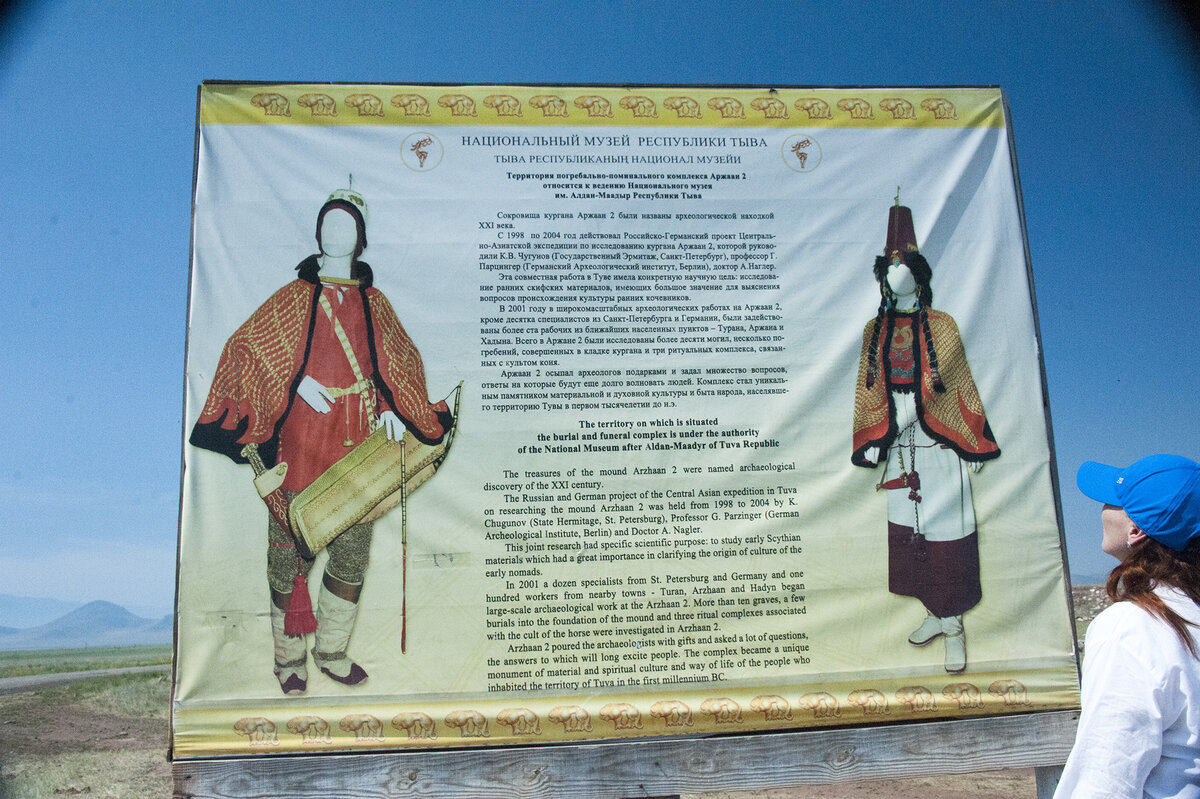 НАЦИОНАЛЬНЫЙ МУЗЕЙ РЕСПУБЛИКИ ТЫВА
ТЫВА РЕСПУБЛИКАНЫҢ НАЦИОНАЛ МУЗЕЙИ
Территория погребально-поминального комплекса Аржаан 2
относится к ведению Национального музея
им. Алдан-Маадыр Республики Тыва
Сокровища кургана Аржаан 2 были названы археологической находкой
XXI века.
С 1998 по 2004 год действовал Российско-Германский проект Централь-
но-Азиатской экспедиции по исследованию кургана Аржаан 2, которой руково-
дили К.В. Чугунов (Государственный Эрмитаж, Санкт-Петербург), профессор Г.
Парцингер (Германский Археологический институт, Берлин), доктор А.Наглер.
Эта совместная работа в Туве имела конкретную научную цель: исследова-
ние ранних скифских материалов, имеющих большое значение для выяснения
вопросов происхождения культуры ранних кочевников.
В 2001 году в широкомасштабных археологических работах на Аржаан 2,
кроме десятка специалистов из Санкт-Петербурга и Германии, были задейство-
ваны более ста рабочих из ближайших населенных пунктов – Турана, Аржана и
Хадына. Всего в Аржане 2 были исследованы более десяти могил, несколько по-
гребений, совершенных в кладке кургана и три ритуальных комплекса, связан-
ных с культом коня.
Аржаан 2 осыпал археологов подарками и задал множество вопросов,
ответы на которые будут еще долго волновать людей. Комплекс стал уникаль-
ным памятником материальной и духовной культуры и быта народа, населявше-
го территорию Тувы в первом тысячелетии до н.э.
The territory on which is situated
the burial and funeral complex is under the authority
of the National Museum after Aldan-Maadyr of Tuva Republic
The treasures of the mound Arzhaan 2 were named archaeological
discovery of the XXI century.
The Russian and German project of the Central Asian expedition in Tuva
on researching the mound Arzhaan 2 was held from 1998 to 2004 by K.
Chugunov (State Hermitage, St. Petersburg), Professor G. Parzinger (German
Archeological Institute, Berlin) and Doctor A. Nagler.
This joint research had specific scientific purpose: to study early Scythian
materials which had a great importance in clarifying the origin of culture of the
early nomads.
In 2001 a dozen specialists from St. Petersburg and Germany and one
hundred workers from nearby towns - Turan, Arzhaan and Hadyn began
large-scale archaeological work at the Arzhaan 2. More than ten graves, a few
burials into the foundation of the mound and three ritual complexes associated
with the cult of the horse were investigated in Arzhaan 2.
Arzhaan 2 poured the archaeologists with gifts and asked a lot of questions,
the answers to which will long excite people. The complex became a unique
monument of material and spiritual culture and way of life of the people who
inhabited the territory of Tuva in the first millennium BC.